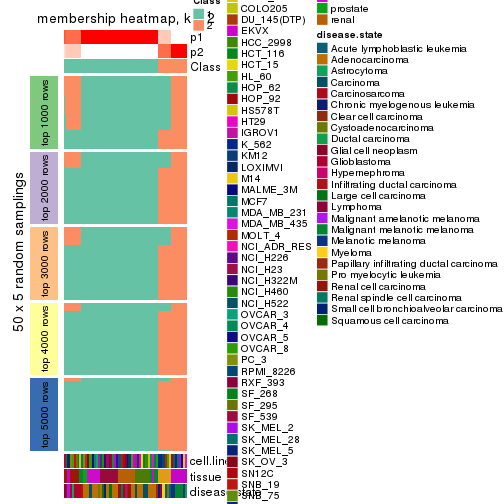 membership heatmap, k = 2
p1
p2
Class
50 x 5 random samplings
top 1000 rows
top 2000 rows
top 3000 rows
top 4000 rows
top 5000 rows
cell.line
tissue
disease.state
Class
1
2
COLO205
DU_145(DTP)
EKVX
HCC_2998
HCT_116
HCT_15
HL_60
HOP_62
HOP_92
HS578T
HT29
IGROV1
K_562
KM12
LOXIMVI
M14
MALME_3M
MCF7
MDA_MB_231
MDA_MB_435
MOLT_4
NCI_ADR_RES
NCI_H226
NCI_H23
NCI_H322M
NCI_H460
NCI_H522
OVCAR_3
OVCAR_4
OVCAR_5
OVCAR_8
PC_3
RPMI_8226
RXF_393
SF_268
SF_295
SF_539
SK_MEL_2
SK_MEL_28
SK_MEL_5
SK_OV_3
SN12C
SNB_19
SNB_75
prostate
renal
disease.state
Acute lymphoblastic leukemia
Adenocarcinoma
Astrocytoma
Carcinoma
Carcinosarcoma
Chronic myelogenous leukemia
Clear cell carcinoma
Cystoadenocarcinoma
Ductal carcinoma
Glial cell neoplasm
Glioblastoma
Hypernephroma
Infiltrating ductal carcinoma
Large cell carcinoma
Lymphoma
Malignant amelanotic melanoma
Malignant melanotic melanoma
Melanotic melanoma
Myeloma
Papillary infiltrating ductal carcinoma
Pro myelocytic leukemia
Renal cell carcinoma
Renal spindle cell carcinoma
Small cell bronchioalveolar carcinoma
Squamous cell carcinoma